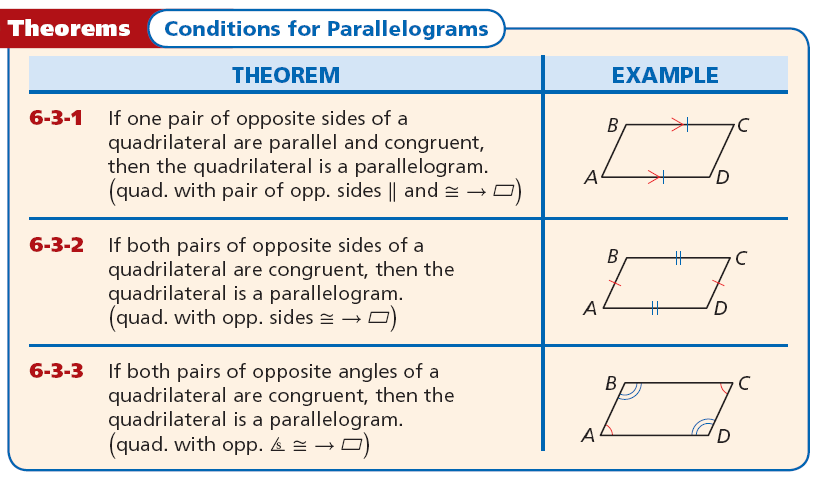 Theorems Conditions for Parallelograms
THEOREM EXAMPLE
6-3-1 If one pair of opposite sides of a
quadrilateral are parallel and congruent,
then the quadrilateral is a parallelogram.
(quad. with pair of opp. sides ∥ and ≅ → ▱)
B C
A D
6-3-2 If both pairs of opposite sides of a
quadrilateral are congruent, then the
quadrilateral is a parallelogram.
(quad. with opp. sides ≅ → ▱)
B C
A D
6-3-3 If both pairs of opposite angles of a
quadrilateral are congruent, then the
quadrilateral is a parallelogram.
(quad. with opp. ∠s ≅ → ▱)
B C
A D